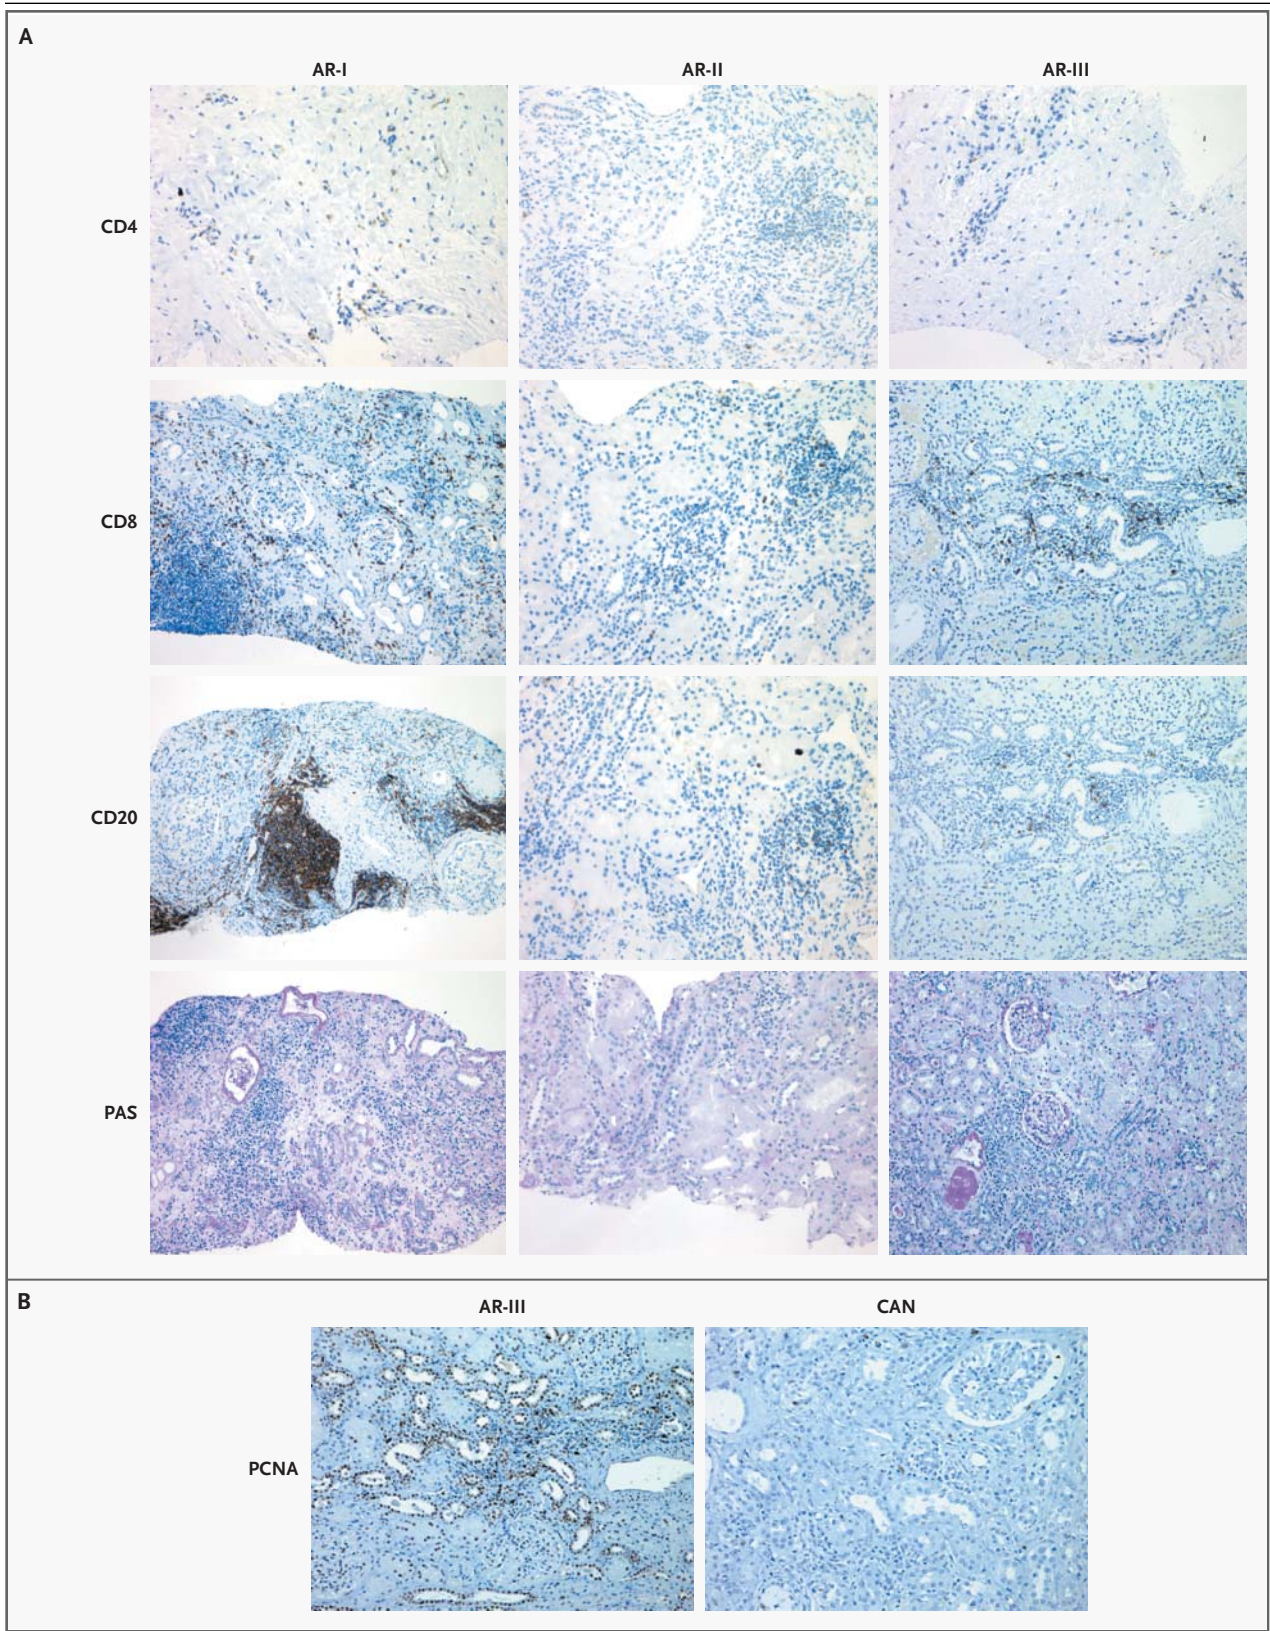 A
AR-I AR-II AR-III
CD4
CD8
CD20
PAS
B
AR-III CAN
PCNA